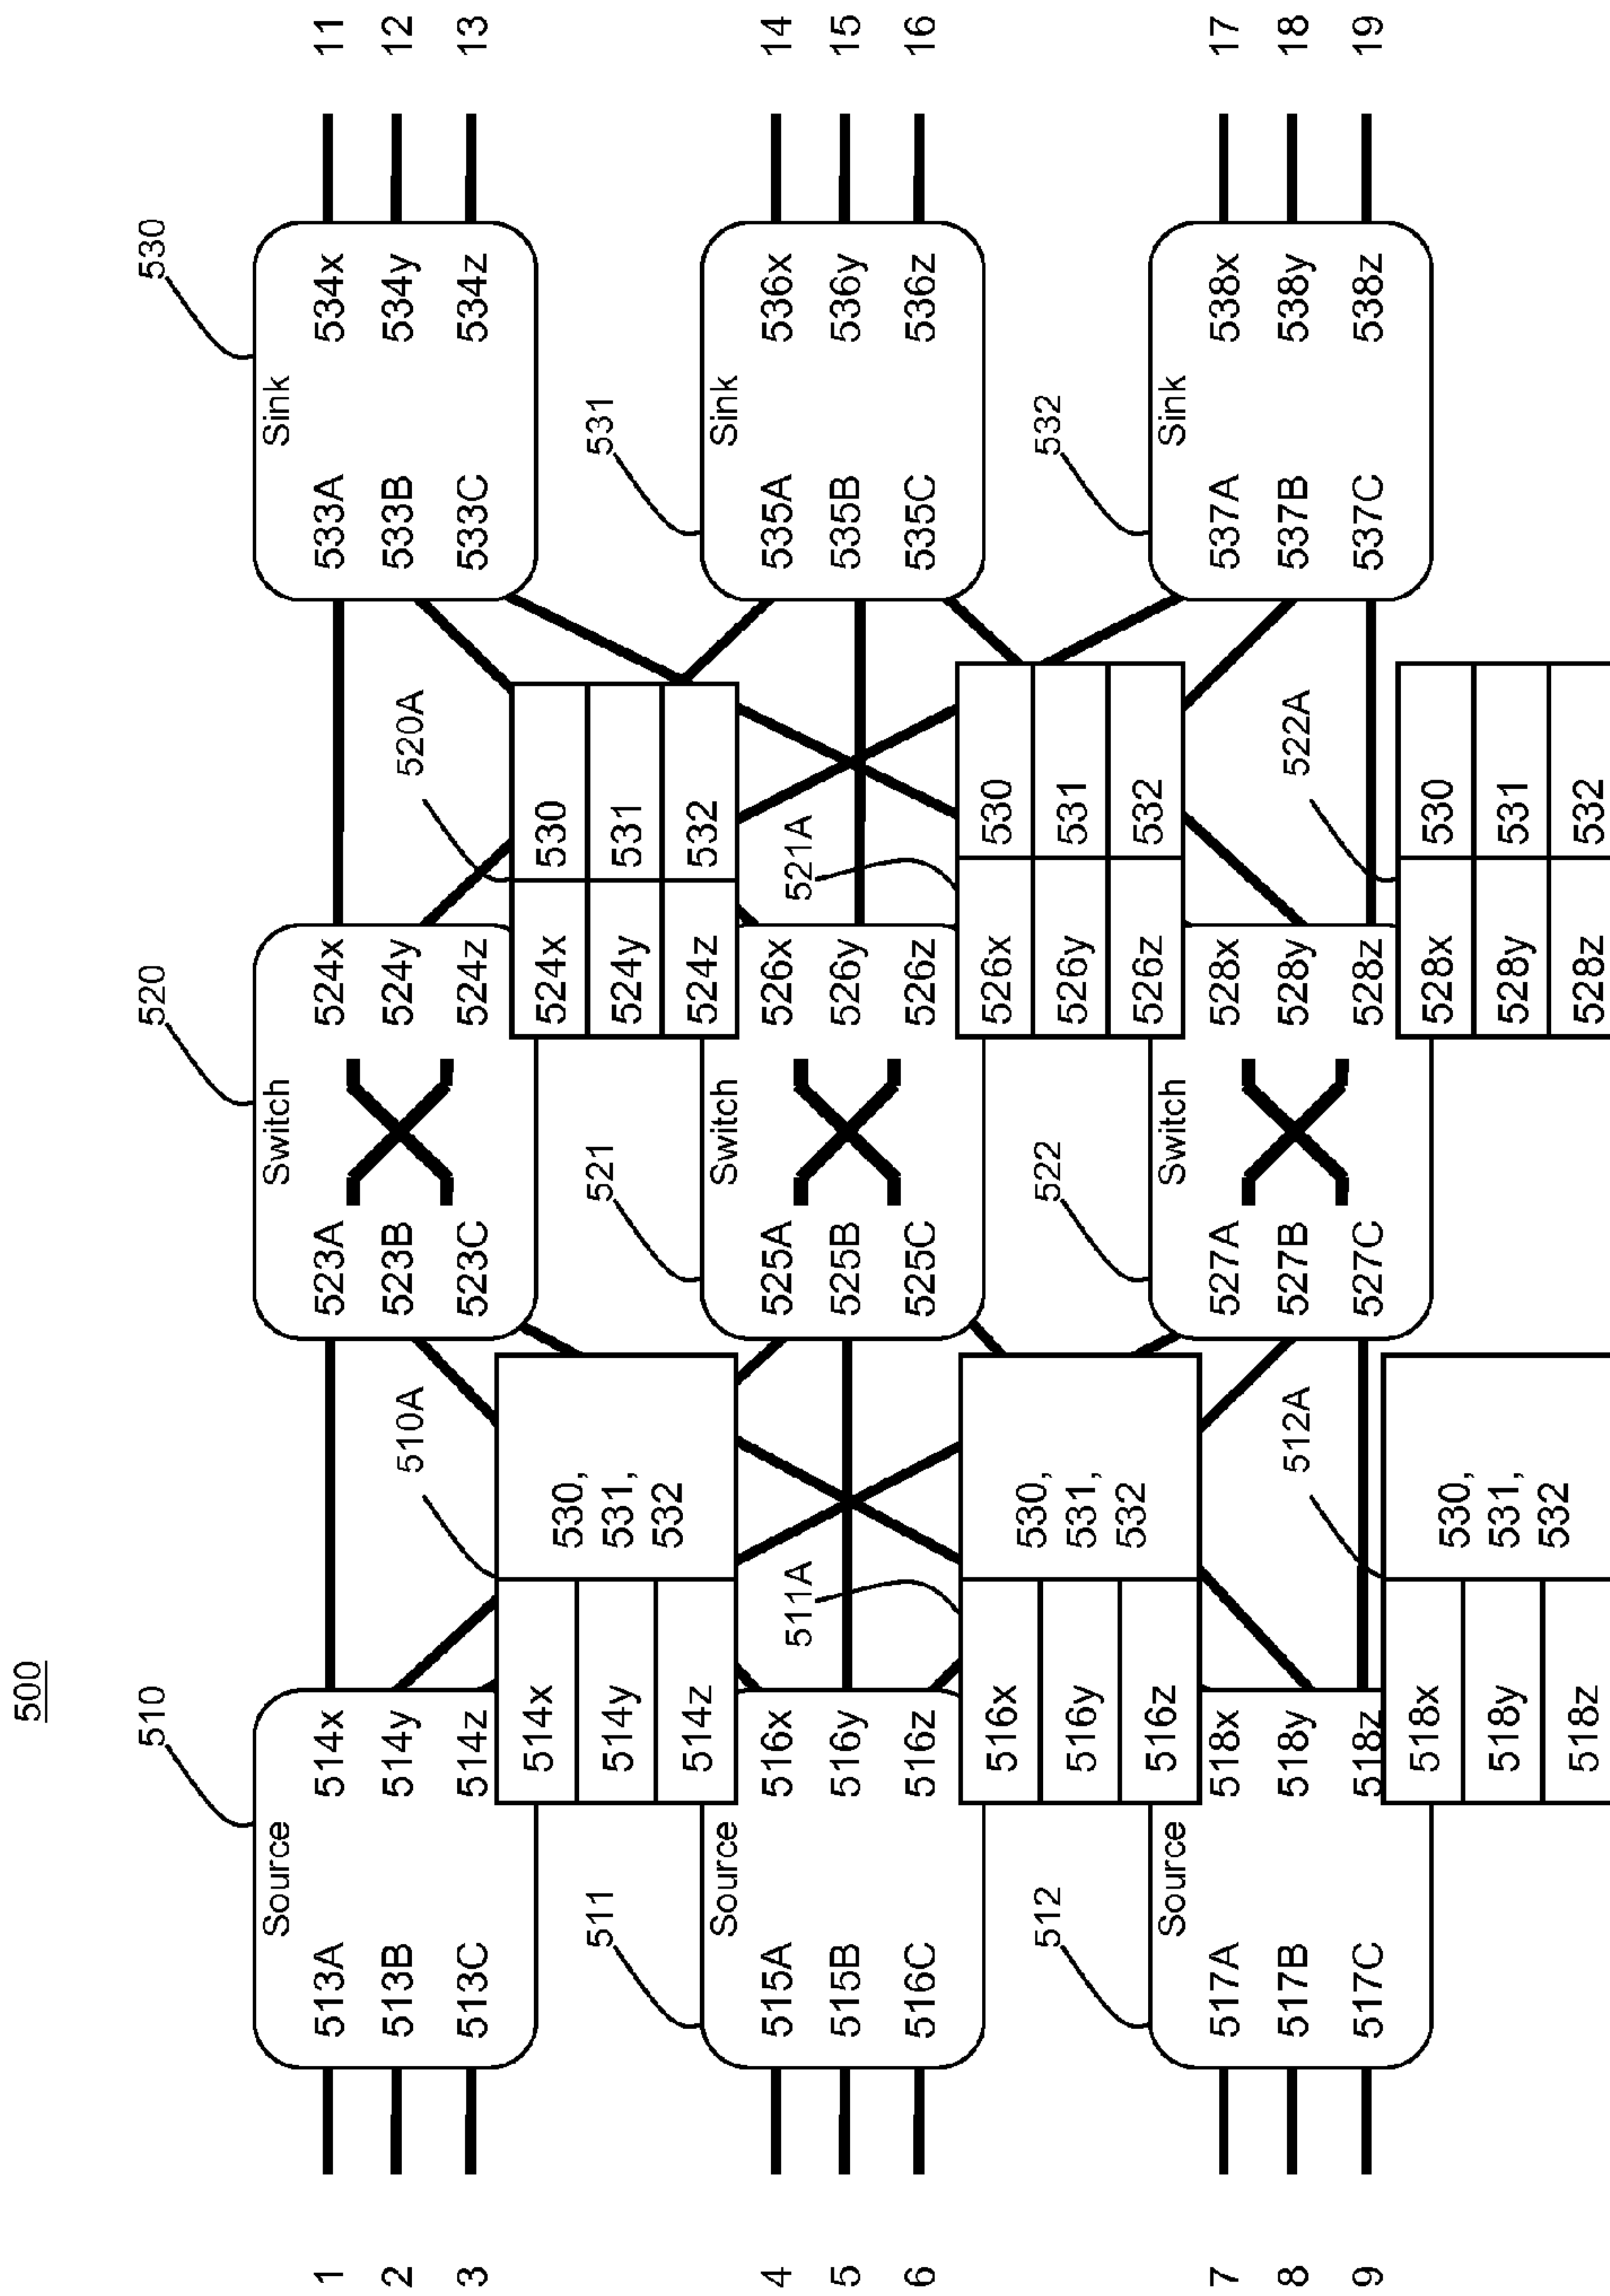 500
510
520
530
Source
Switch
Sink
1
513A
514x
523A
524x
533A
534x
11
2
513B
514y
523B
524y
533B
534y
12
3
513C
514z
523C
524z
533C
534z
13
510A
520A
514x
514y
514z
530,
531,
532
524x
530
524y
531
524z
532
511
521
531
Source
Switch
Sink
4
515A
516x
525A
526x
535A
536x
14
5
515B
516y
525B
526y
535B
536y
15
6
516C
516z
525C
526z
535C
536z
16
511A
521A
516x
516y
516z
530,
531,
532
526x
530
526y
531
526z
532
512
522
532
Source
Switch
Sink
7
517A
518x
527A
528x
537A
538x
17
8
517B
518y
527B
528y
537B
538y
18
9
517C
518z
527C
528z
537C
538z
19
512A
522A
518x
518y
518z
530,
531,
532
528x
530
528y
531
528z
532